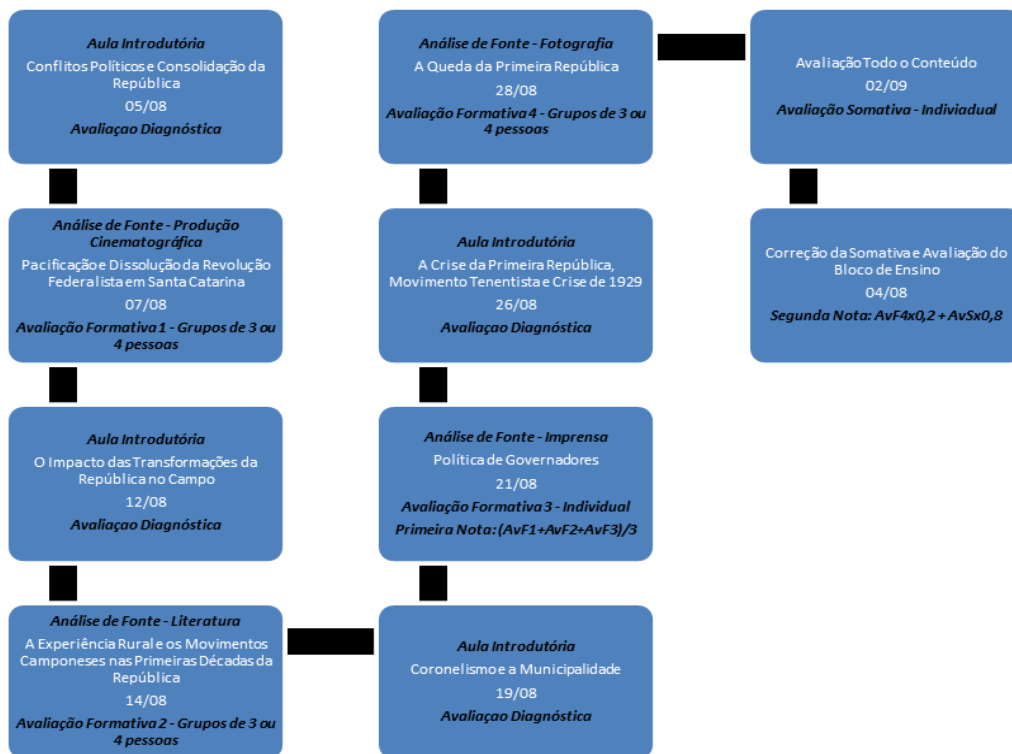 Aula Introdutória
Conflitos Políticos e Consolidação da
República
05/08
Avaliaçao Diagnóstica
Análise de Fonte - Produção
Cinematográfica
Pacificação e Dissolução da Revolução
Federalista em Santa Catarina
07/08
Avaliação Formativa 1 - Grupos de 3 ou
4 pessoas
Aula Introdutória
O Impacto das Transformações da
República no Campo
12/08
Avaliaçao Diagnóstica
Análise de Fonte - Literatura
A Experiência Rural e os Movimentos
Camponeses nas Primeiras Décadas da
República
14/08
Avaliação Formativa 2 - Grupos de 3 ou
4 pessoas
Aula Introdutória
Coronelismo e a Municipalidade
19/08
Avaliaçao Diagnóstica
Análise de Fonte - Imprensa
Política de Governadores
21/08
Avaliação Formativa 3 - Individual
Primeira Nota: (AvF1+AvF2+AvF3)/3
Aula Introdutória
A Crise da Primeira República,
Movimento Tenentista e Crise de 1929
26/08
Avaliaçao Diagnóstica
Análise de Fonte - Fotografia
A Queda da Primeira República
28/08
Avaliação Formativa 4 - Grupos de 3 ou
4 pessoas
Avaliação Todo o Conteúdo
02/09
Avaliação Somativa - Indiviadual
Correção da Somativa e Avaliação do
Bloco de Ensino
04/08
Segunda Nota: AvF4x0,2 + AvSx0,8